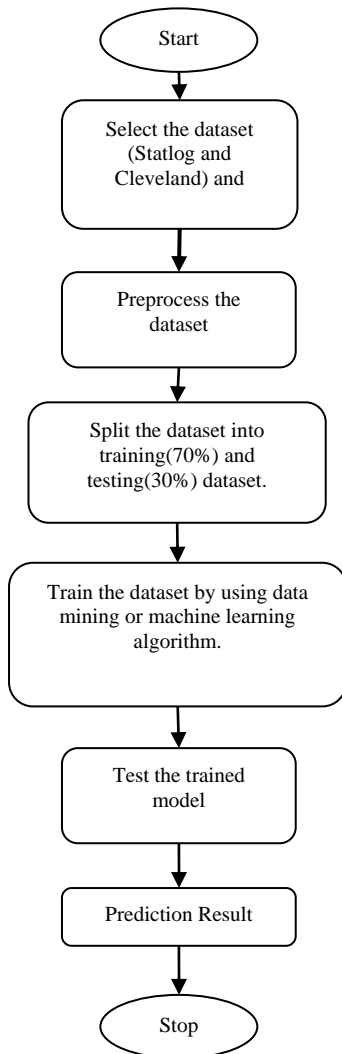 Start
Select the dataset
(Statlog and
Cleveland) and
Preprocess the
dataset
Split the dataset into
training(70%) and
testing(30%) dataset.
Train the dataset by using data
mining or machine learning
algorithm.
Test the trained
model
Prediction Result
Stop